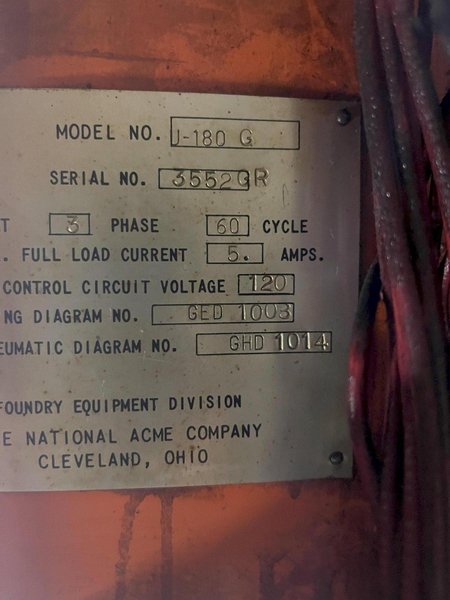 MODEL NO. J-180 G
SERIAL NO. 3552GR
T 3 PHASE 60 CYCLE
. FULL LOAD CURRENT 5. AMPS.
CONTROL CIRCUIT VOLTAGE 120
NG DIAGRAM NO. GED 1003
EUMATIC DIAGRAM NO. GHD 1014
FOUNDRY EQUIPMENT DIVISION
E NATIONAL ACME COMPANY
CLEVELAND, OHIO